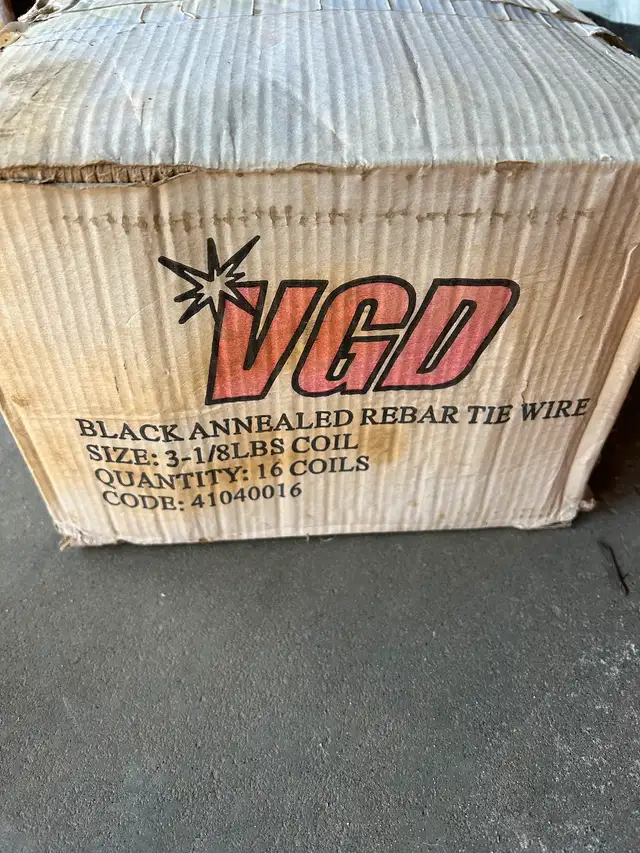 VGD
BLACK ANNEALED REBAR TIE WIRE
SIZE: 3-1/8LBS COIL
QUANTITY: 16 COILS
CODE: 41040016